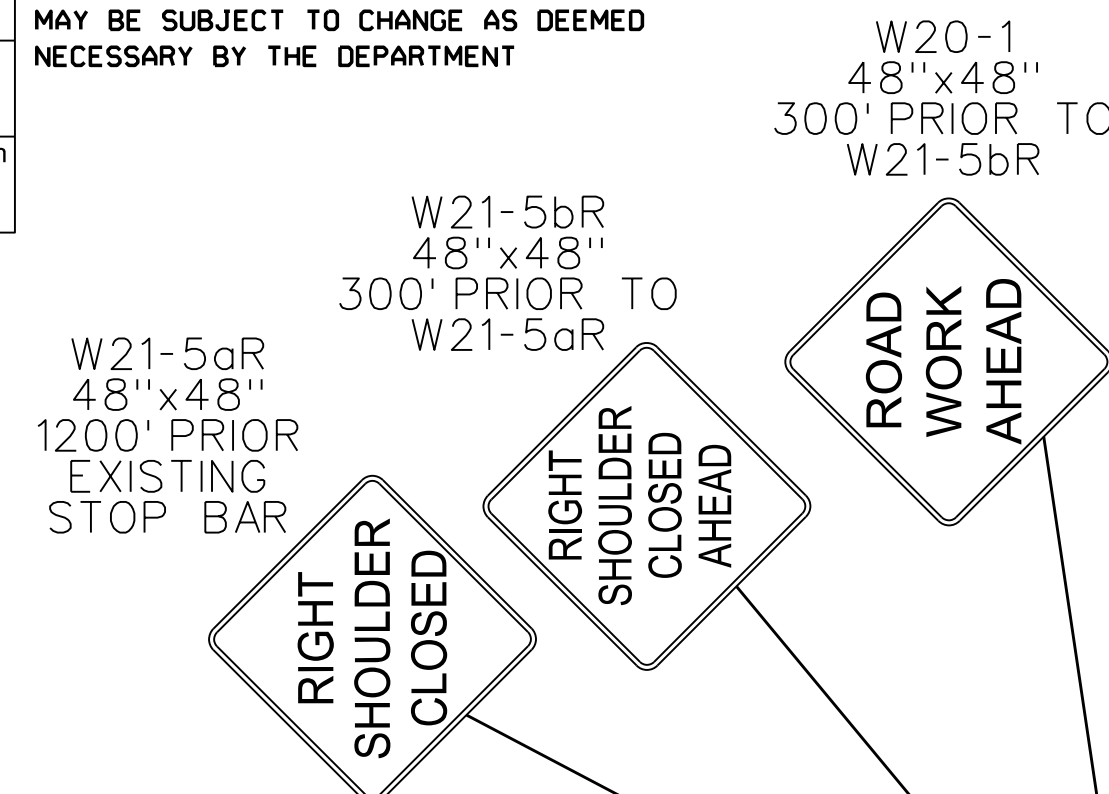 MAY BE SUBJECT TO CHANGE AS DEEMED
NECESSARY BY THE DEPARTMENT
W20-1
48"x48"
300' PRIOR TO
W21-5bR
W21-5bR
48"x48"
300' PRIOR TO
W21-5aR
W21-5aR
48"x48"
1200' PRIOR
EXISTING
STOP BAR
ROAD
WORK
AHEAD
RIGHT
SHOULDER
CLOSED
AHEAD
RIGHT
SHOULDER
CLOSED